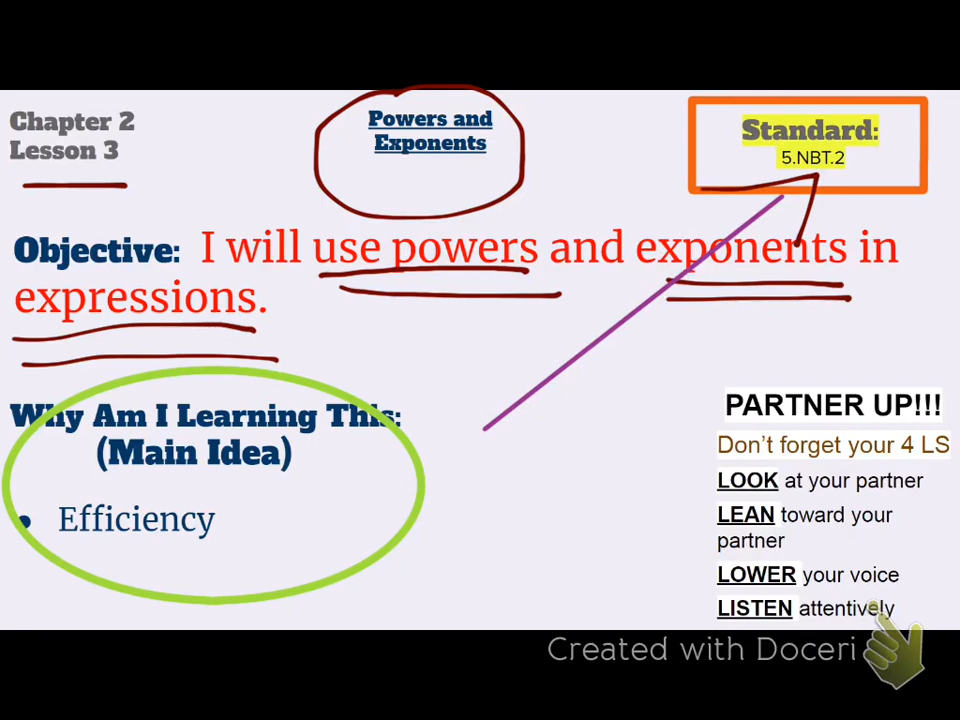 Chapter 2
Lesson 3
Powers and
Exponents
Standard:
5.NBT.2
Objective: I will use powers and exponents in
expressions.
Why Am I Learning This:
(Main Idea)
• Efficiency
PARTNER UP!!!
Don't forget your 4 LS
LOOK at your partner
LEAN toward your
partner
LOWER your voice
LISTEN attentively
Created with Doceri